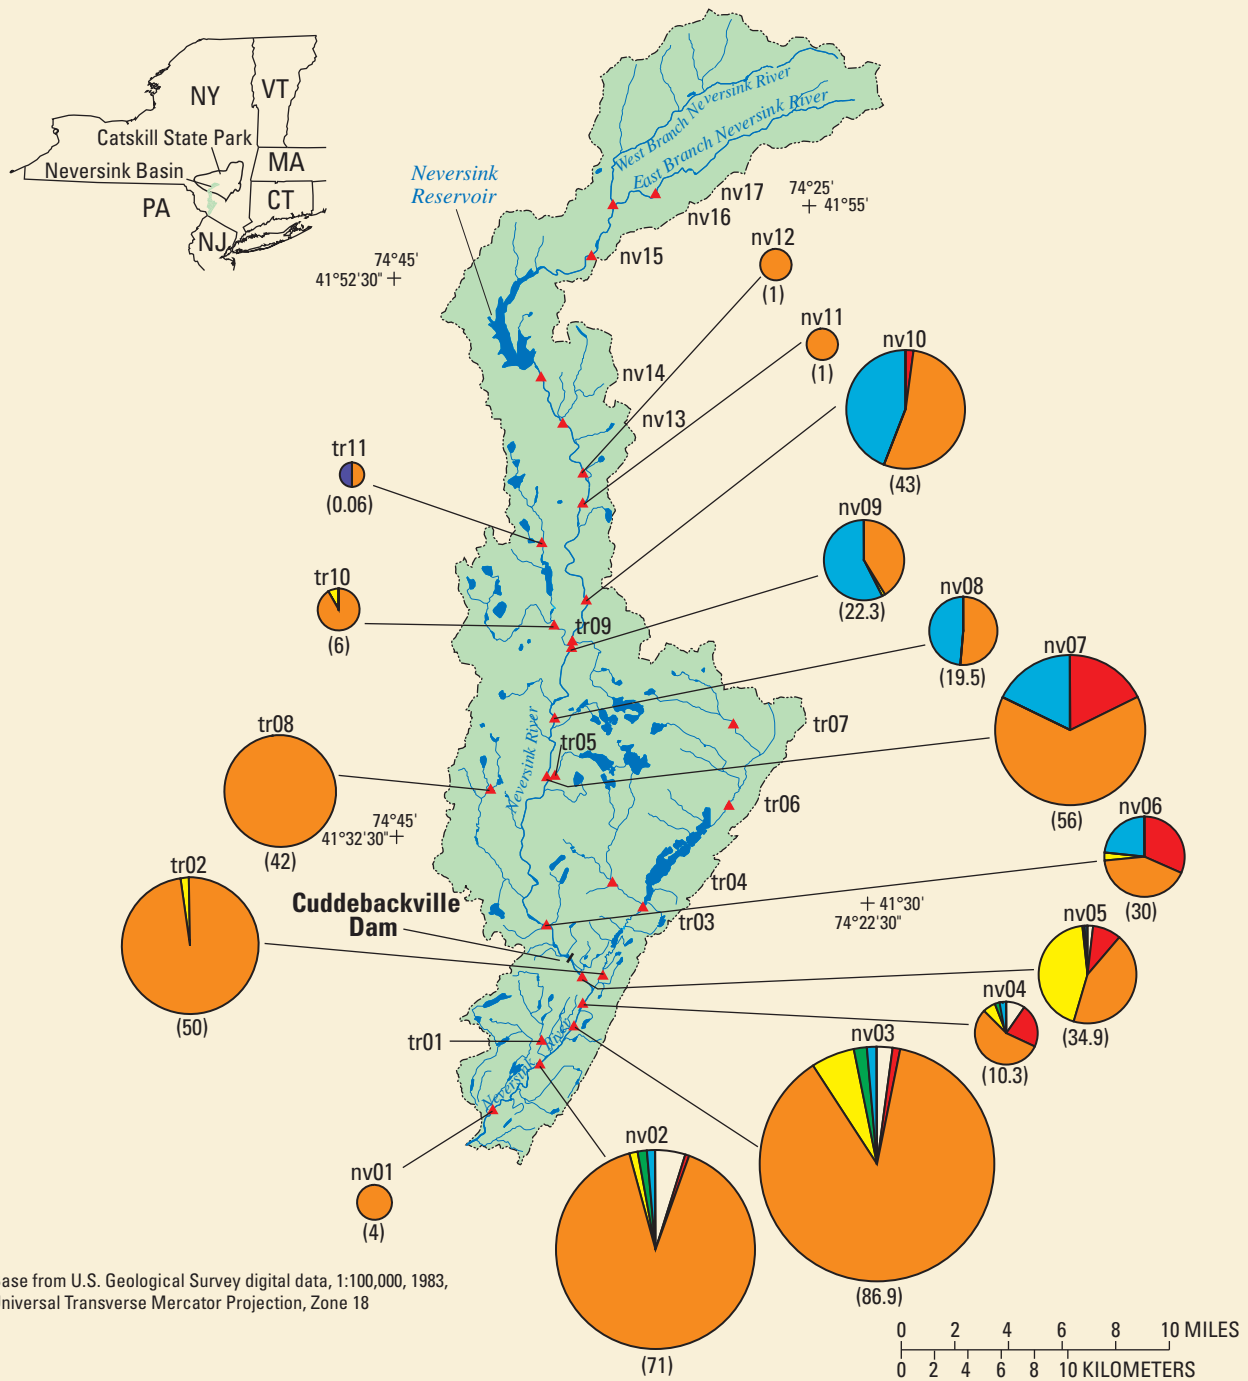 NY
VT
Catskill State Park
Neversink Basin
MA
PA
CT
NJ
West Branch Neversink River
East Branch Neversink River
Neversink
Reservoir
nv17
nv16
74°25'
+ 41°55'
nv15
74°45'
41°52'30" +
nv12
(1)
nv11
(1)
nv10
(43)
nv14
nv13
tr11
(0.06)
nv09
(22.3)
tr10
(6)
tr09
nv08
(19.5)
nv07
(56)
tr08
(42)
Neversink River
tr05
tr07
tr06
74°45'
41°32'30" +
nv06
(30)
tr02
(50)
tr04
Cuddebackville
Dam
tr03
+ 41°30'
74°22'30"
nv05
(34.9)
nv04
(10.3)
tr01
Neversink River
nv03
(86.9)
nv02
(71)
nv01
(4)
ase from U.S. Geological Survey digital data, 1:100,000, 1983,
niversal Transverse Mercator Projection, Zone 18
0 2 4 6 8 10 MILES
0 2 4 6 8 10 KILOMETERS